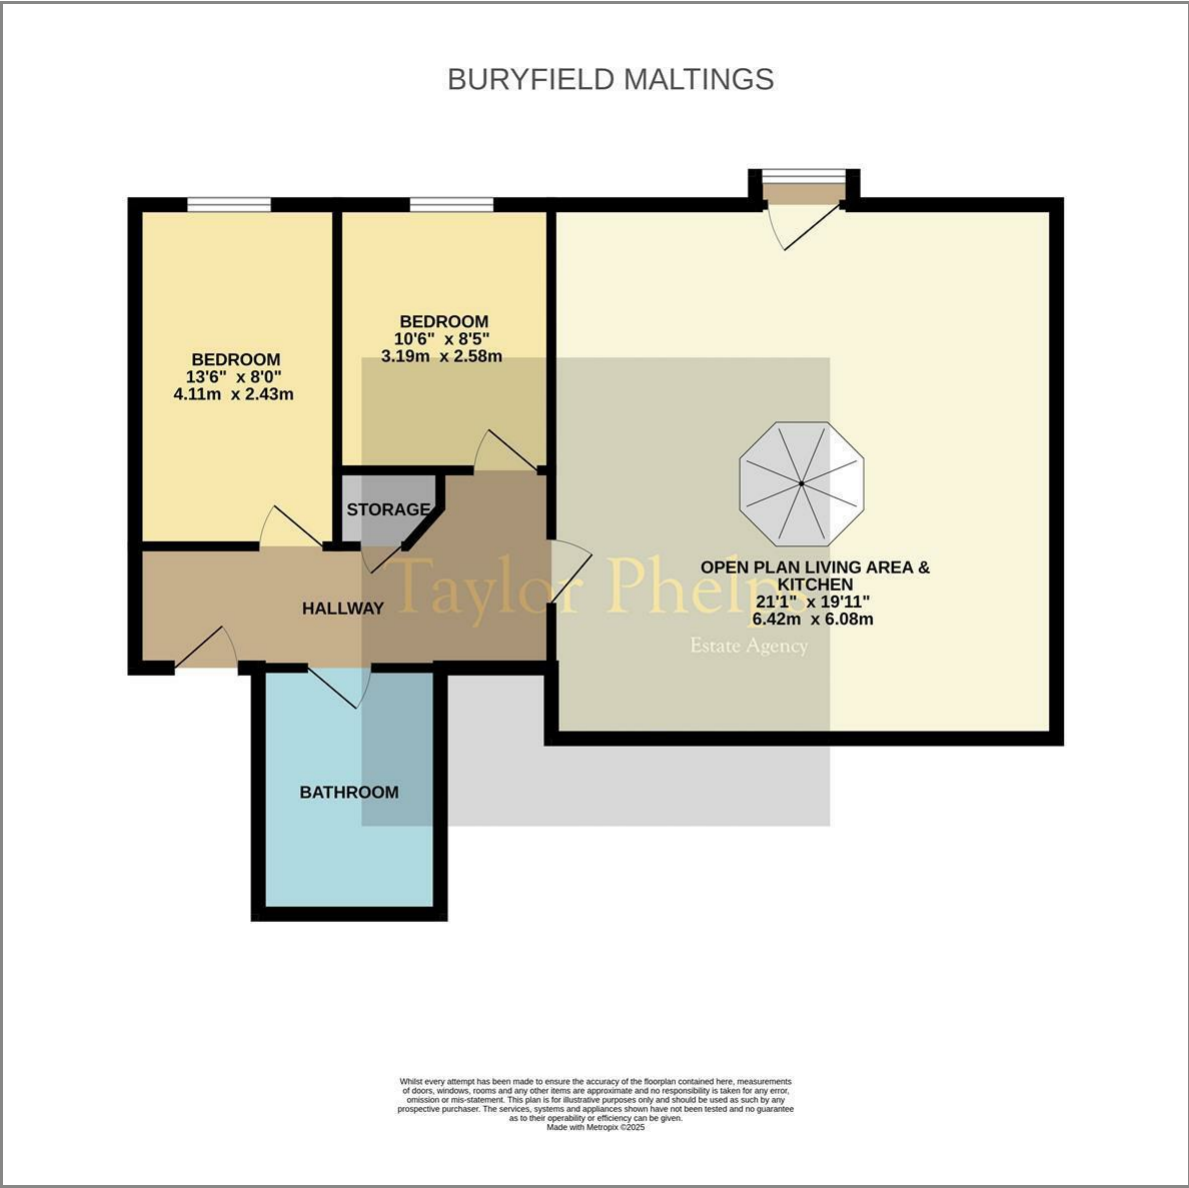 BURYFIELD MALTINGS
BEDROOM
10'6" x 8'5"
3.19m x 2.58m
BEDROOM
13'6" x 8'0"
4.11m x 2.43m
STORAGE
HALLWAY
OPEN PLAN LIVING AREA &
KITCHEN
21'1" x 19'11"
6.42m x 6.08m
Taylor Phelps
Estate Agency
BATHROOM
Whilst every attempt has been made to ensure the accuracy of the floorplan contained here, measurements
of doors, windows, rooms and any other items are approximate and no responsibility is taken for any error,
omission or mis-statement. This plan is for illustrative purposes only and should be used as such by any
prospective purchaser. The services, systems and appliances shown have not been tested and no guarantee
as to their operability or efficiency can be given.
Made with Metropix ©2025